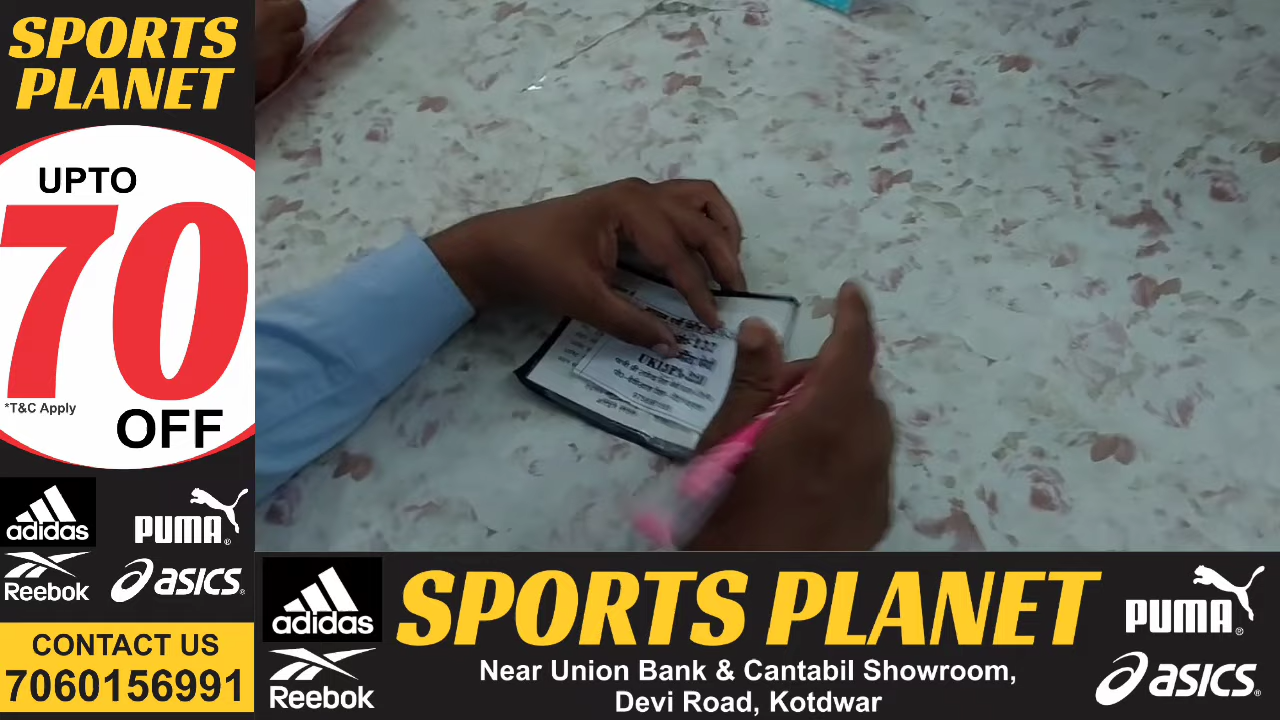 SPORTS
PLANET
UPTO
70
*T&C Apply
OFF
adidas
PUMA
Reebok
asics
CONTACT US
7060156991
adidas
Reebok
SPORTS PLANET
Near Union Bank & Cantabil Showroom,
Devi Road, Kotdwar
PUMA
asics